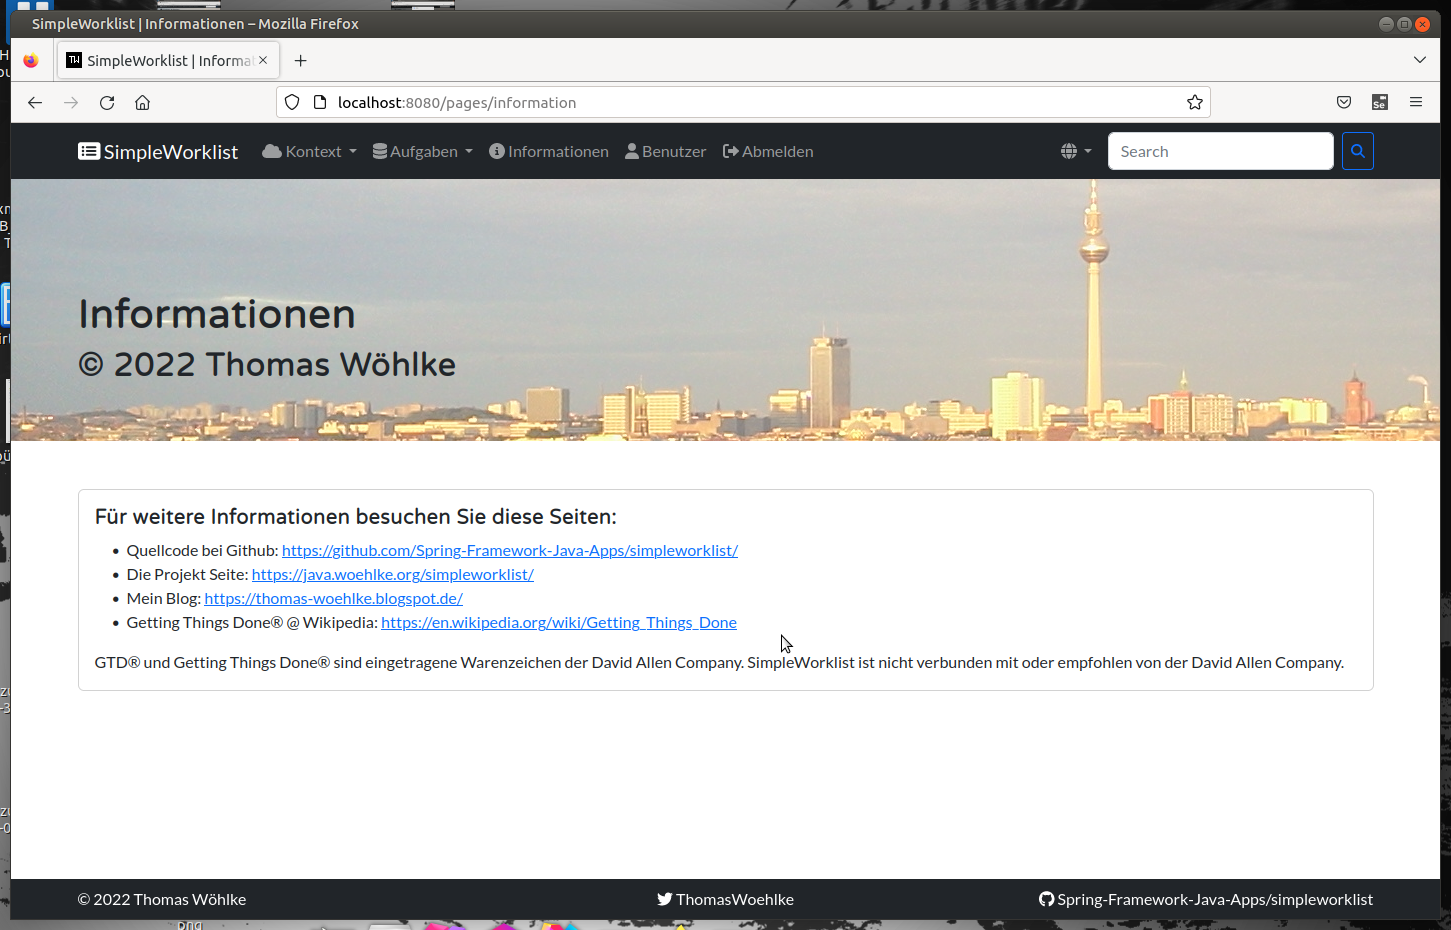 SimpleWorklist | Informationen – Mozilla Firefox
SimpleWorklist | Informa
localhost:8080/pages/information
Se
SimpleWorklist
Kontext
Aufgaben
Informationen
Benutzer
Abmelden
Search
Informationen
© 2022 Thomas Wöhlke
Für weitere Informationen besuchen Sie diese Seiten:
• Quellcode bei Github: https://github.com/Spring-Framework-Java-Apps/simpleworklist/
• Die Projekt Seite: https://java.woehlke.org/simpleworklist/
• Mein Blog: https://thomas-woehlke.blogspot.de/
• Getting Things Done® @ Wikipedia: https://en.wikipedia.org/wiki/Getting_Things_Done
GTD® und Getting Things Done® sind eingetragene Warenzeichen der David Allen Company. SimpleWorklist ist nicht verbunden mit oder empfohlen von der David Allen Company.
© 2022 Thomas Wöhlke
ThomasWoehlke
Spring-Framework-Java-Apps/simpleworklist
png